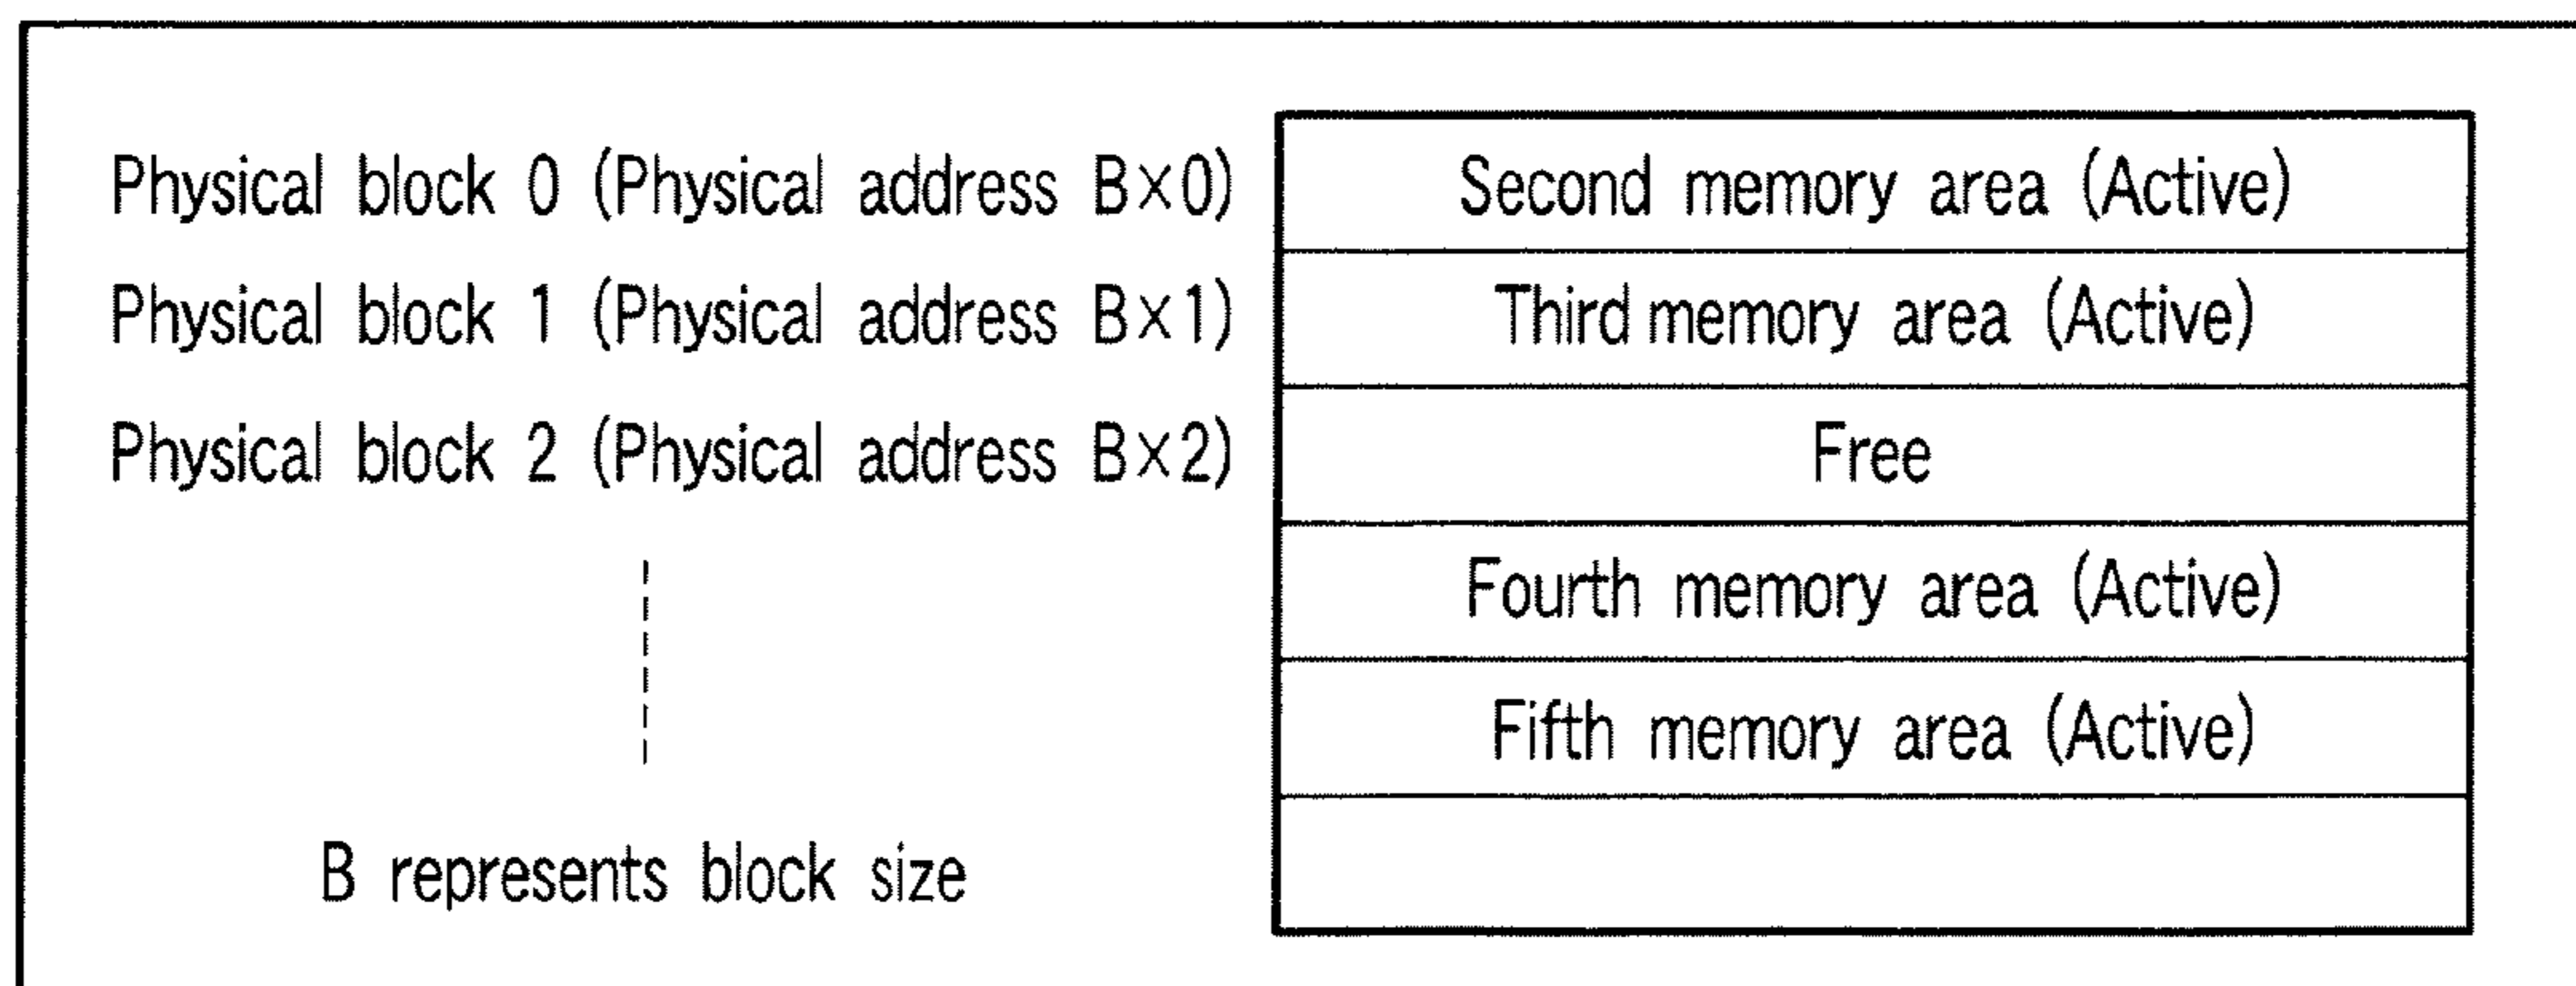 Physical block 0 (Physical address B×0) Second memory area (Active)
Physical block 1 (Physical address B×1) Third memory area (Active)
Physical block 2 (Physical address B×2) Free
Fourth memory area (Active)
Fifth memory area (Active)
B represents block size